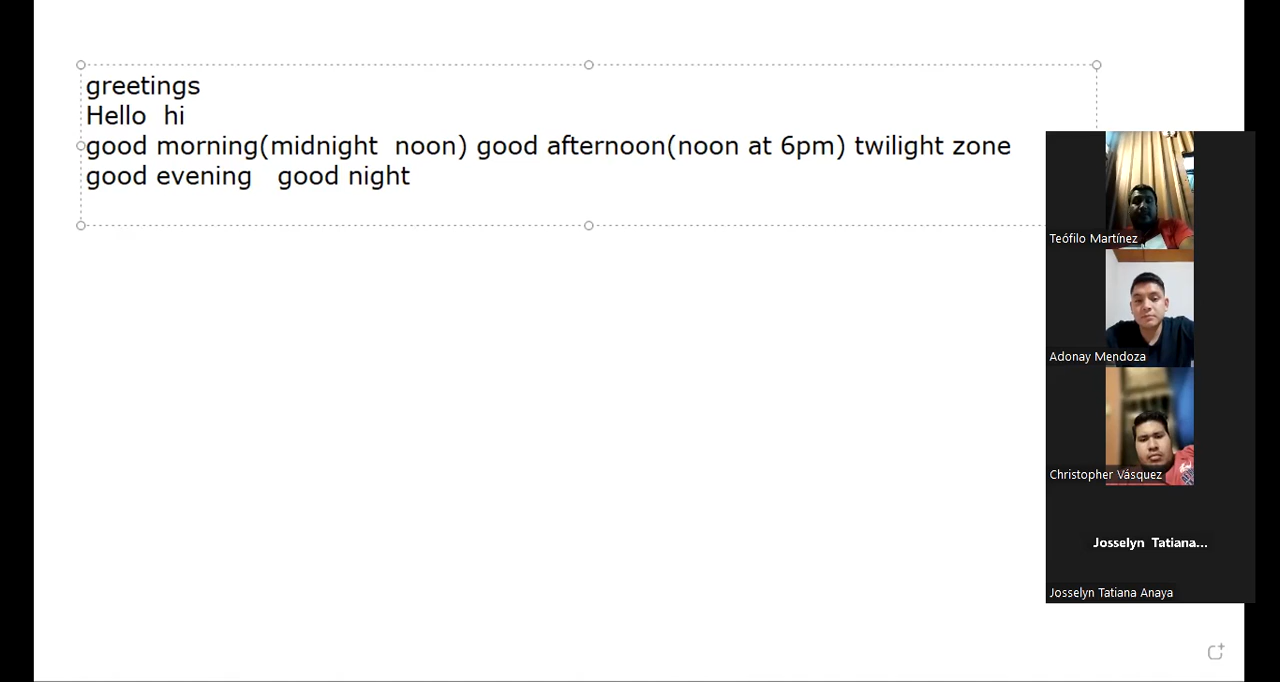 greetings
Hello  hi
good morning(midnight  noon) good afternoon(noon at 6pm) twilight zone
good evening   good night
Teófilo Martínez
Adonay Mendoza
Christopher Vásquez
Josselyn  Tatiana...
Josselyn Tatiana Anaya